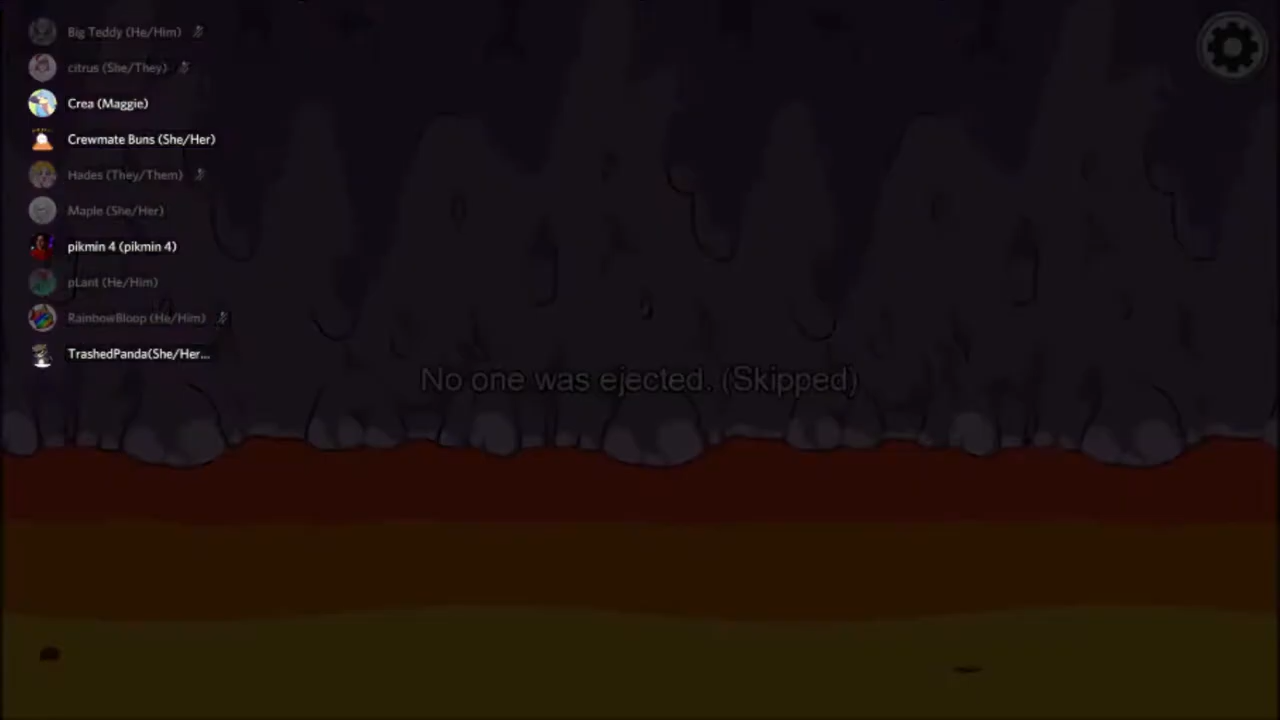 Big Teddy (He/Him)
citrus (She/They)
Crea (Maggie)
Crewmate Buns (She/Her)
Hades (They/Them)
Maple (She/Her)
pikmin 4 (pikmin 4)
pLant (He/Him)
RainbowBloop (He/Him)
TrashedPanda(She/Her...
No one was ejected. (Skipped)